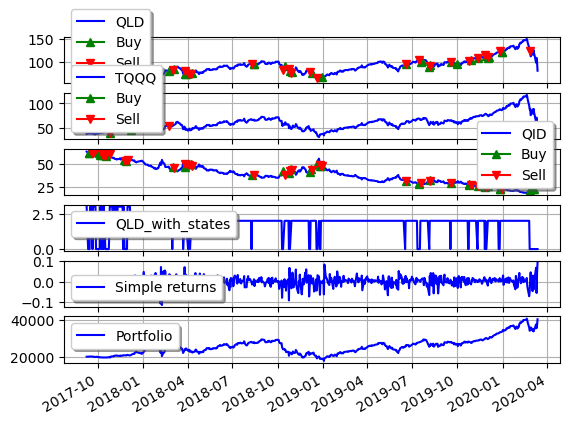 QLD
Buy
Sell
150
100
TQQQ
Buy
Sell
100
50
QID
Buy
Sell
50
25
QLD_with_states
2.5
0.0
Simple returns
0.1
0.0
−0.1
Portfolio
40000
20000
2017-10 2018-01 2018-04 2018-07 2018-10 2019-01 2019-04 2019-07 2019-10 2020-01 2020-04